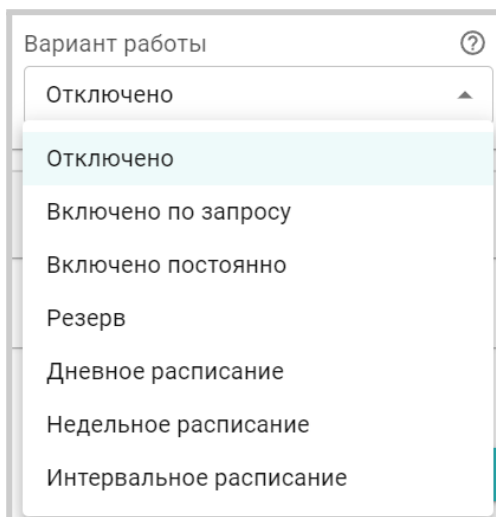 Вариант работы
Отключено
Отключено
Включено по запросу
Включено постоянно
Резерв
Дневное расписание
Недельное расписание
Интервальное расписание